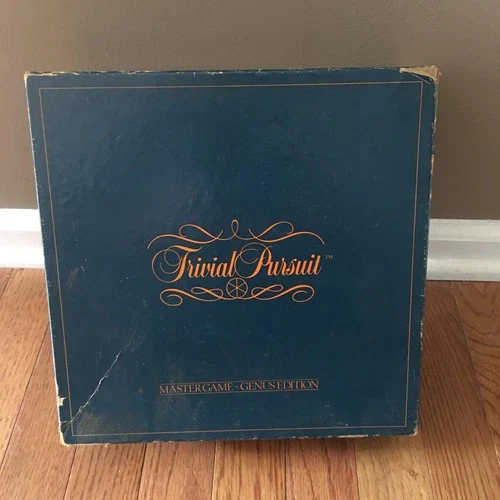 Trivial Pursuit™
MASTER GAME - GENUS EDITION